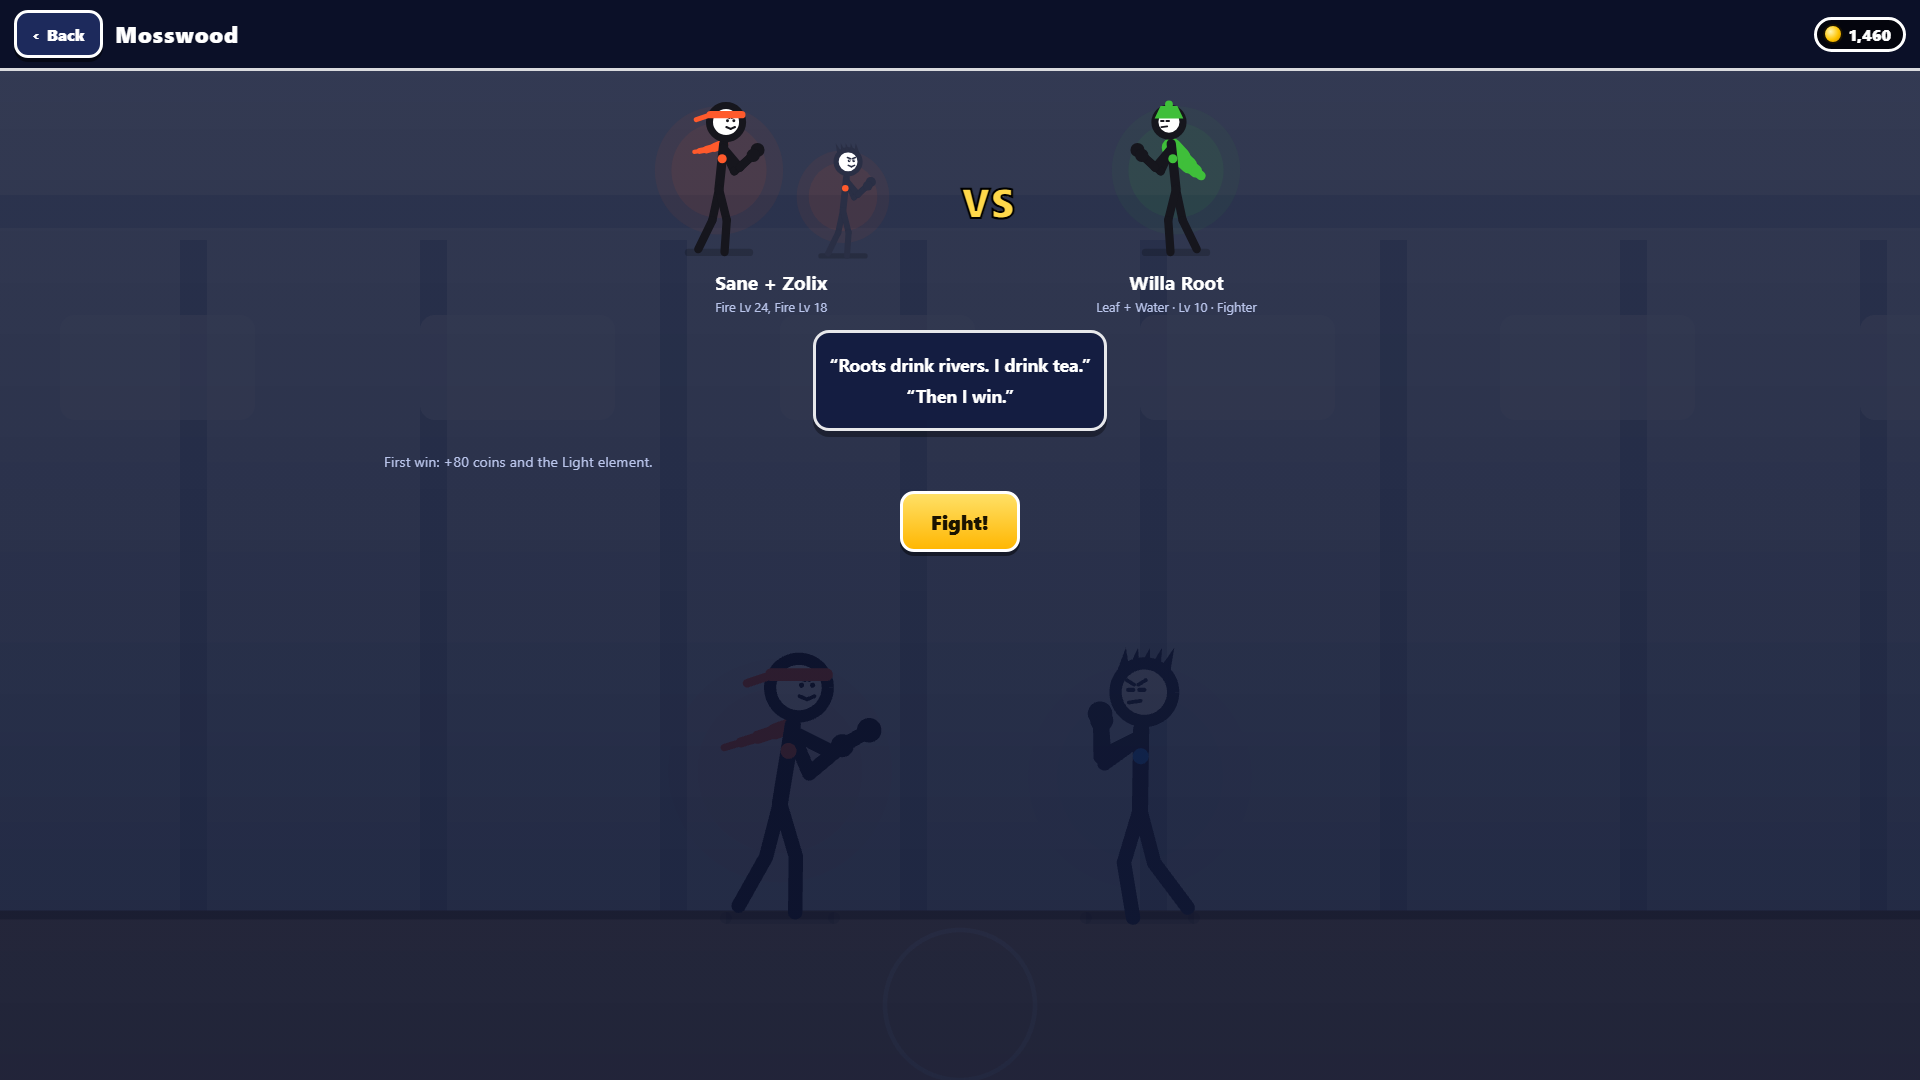 ‹ Back
Mosswood
1,460
VS
Sane + Zolix
Fire Lv 24, Fire Lv 18
Willa Root
Leaf + Water · Lv 10 · Fighter
“Roots drink rivers. I drink tea.”
“Then I win.”
First win: +80 coins and the Light element.
Fight!